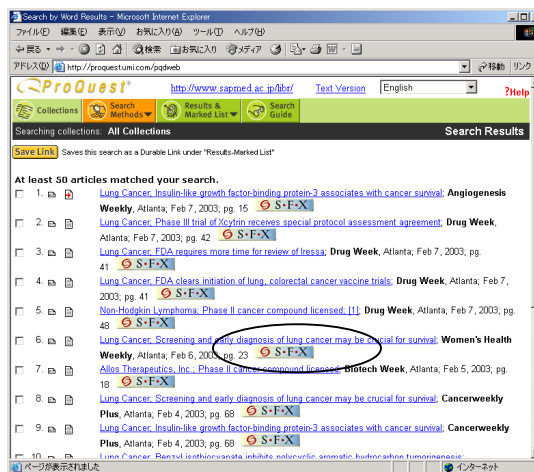 Search by Word Results - Microsoft Internet Explorer
ファイル(F) 編集(E) 表示(V) お気に入り(A) ツール(T) ヘルプ(H)
戻る 検索 お気に入り メディア
アドレス(D) http://proquest.umi.com/pqdweb 移動 リンク
ProQuest http://www.sapmed.ac.jp/libr/ Text Version English ?Help
Collections Search Methods Results & Marked List Search Guide
Searching collections: All Collections Search Results
Save Link Saves this search as a Durable Link under "Results-Marked List"
At least 50 articles matched your search.
1. Lung Cancer; Insulin-like growth factor-binding protein-3 associates with cancer survival; Angiogenesis
Weekly, Atlanta; Feb 7, 2003; pg. 15 S·F·X
2. Lung Cancer; Phase III trial of Xcytrin receives special protocol assessment agreement; Drug Week,
Atlanta; Feb 7, 2003; pg. 42 S·F·X
3. Lung Cancer; FDA requires more time for review of Iressa; Drug Week, Atlanta; Feb 7, 2003; pg.
41 S·F·X
4. Lung Cancer; FDA clears initiation of lung, colorectal cancer vaccine trials; Drug Week, Atlanta; Feb 7,
2003; pg. 41 S·F·X
5. Non-Hodgkin Lymphoma; Phase II cancer compound licensed; [1]; Drug Week, Atlanta; Feb 7, 2003; pg.
48 S·F·X
6. Lung Cancer; Screening and early diagnosis of lung cancer may be crucial for survival; Women's Health
Weekly, Atlanta; Feb 6, 2003; pg. 23 S·F·X
7. Allos Therapeutics, Inc.; Phase II cancer compound licensed; Biotech Week, Atlanta; Feb 5, 2003; pg.
18 S·F·X
8. Lung Cancer; Screening and early diagnosis of lung cancer may be crucial for survival; Cancerweekly
Plus, Atlanta; Feb 4, 2003; pg. 68 S·F·X
9. Lung Cancer; Insulin-like growth factor-binding protein-3 associates with cancer survival; Cancerweekly
Plus, Atlanta; Feb 4, 2003; pg. 68 S·F·X
10. Lung Cancer; Benzyl isothiocyanate inhibits polycyclic aromatic hydrocarbon tumorigenesis;
ページが表示されました インターネット